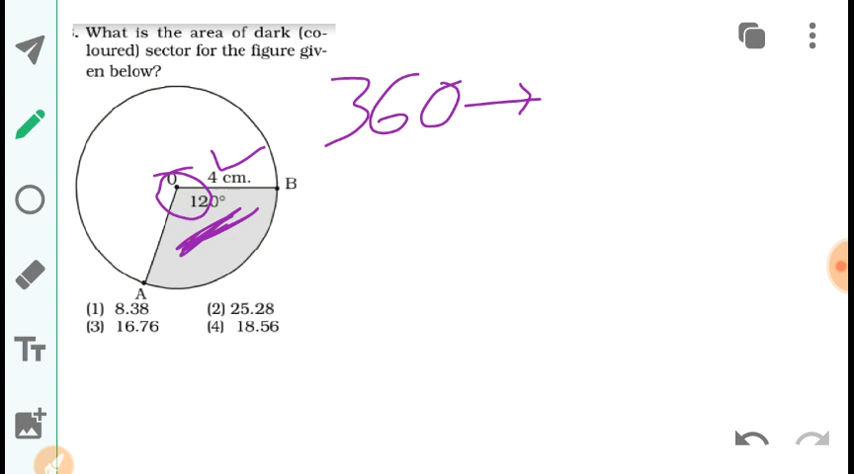 . What is the area of dark (co-
loured) sector for the figure giv-
en below?
360→
O
4 cm.
B
120°
A
(1) 8.38 (2) 25.28
(3) 16.76 (4) 18.56
TT